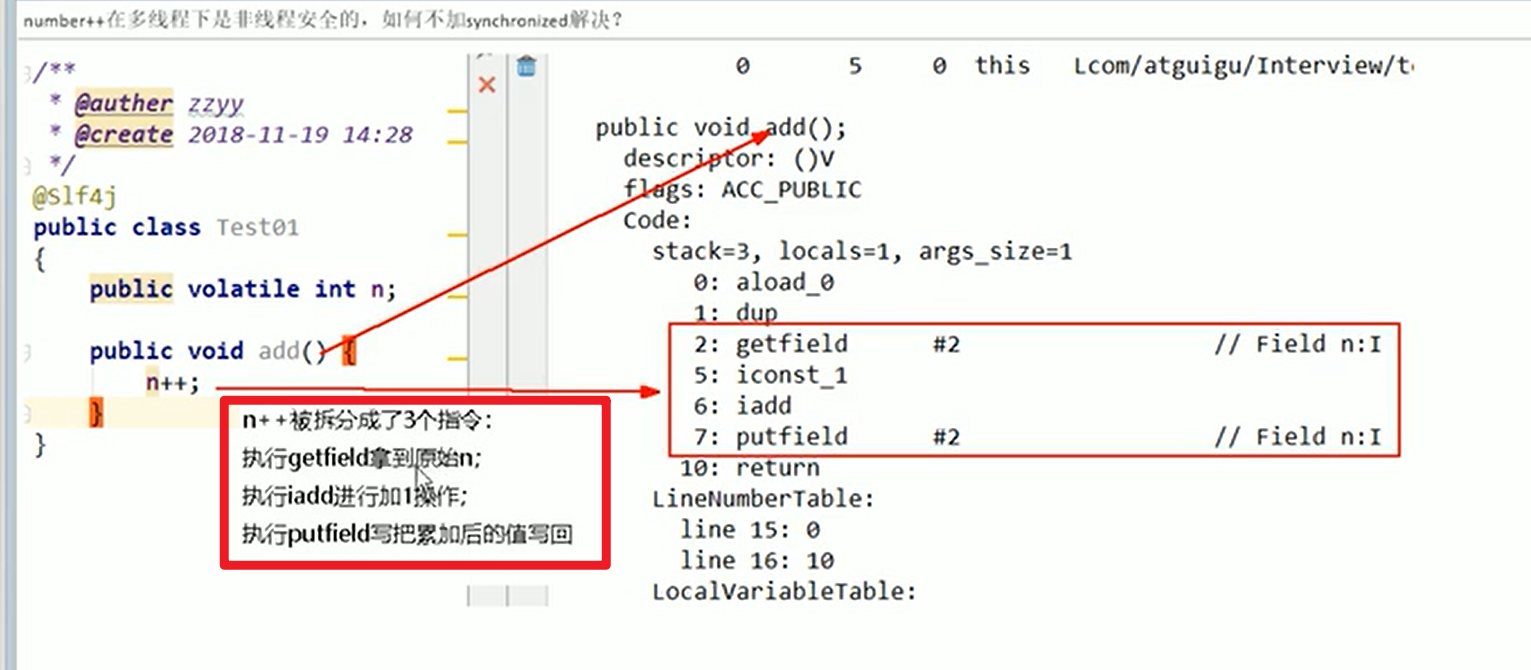 number++在多线程下是非线程安全的，如何不加synchronized解决？
/**
* @auther zzyy
* @create 2018-11-19 14:28
*/
@Slf4j
public class Test01
{
public volatile int n;
public void add() {
n++;
}
}
n++被拆分成了3个指令：
执行getfield拿到原始n;
执行iadd进行加1操作;
执行putfield写把累加后的值写回
0 5 0 this Lcom/atguigu/Interview/t
public void add();
descriptor: ()V
flags: ACC_PUBLIC
Code:
stack=3, locals=1, args_size=1
0: aload_0
1: dup
2: getfield #2 // Field n:I
5: iconst_1
6: iadd
7: putfield #2 // Field n:I
10: return
LineNumberTable:
line 15: 0
line 16: 10
LocalVariableTable: